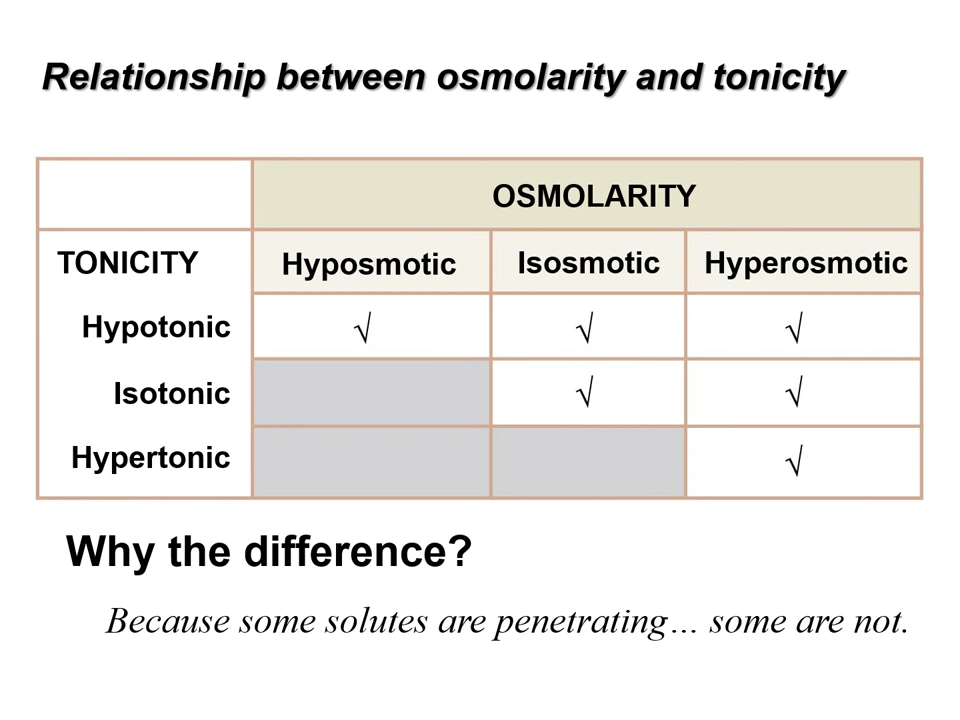 Relationship between osmolarity and tonicity
OSMOLARITY
TONICITY Hyposmotic Isosmotic Hyperosmotic
Hypotonic √ √ √
Isotonic √ √
Hypertonic √
Why the difference?
Because some solutes are penetrating… some are not.